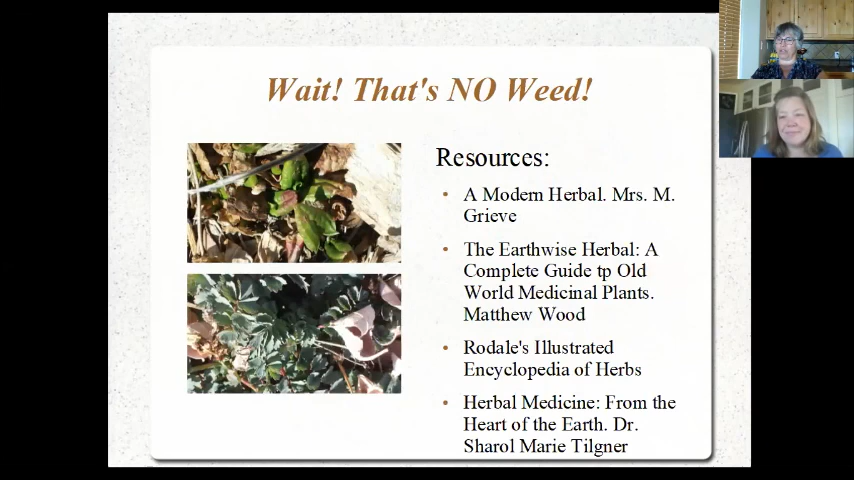 Wait! That's NO Weed!
Resources:
A Modern Herbal. Mrs. M.
Grieve
The Earthwise Herbal: A
Complete Guide tp Old
World Medicinal Plants.
Matthew Wood
Rodale's Illustrated
Encyclopedia of Herbs
Herbal Medicine: From the
Heart of the Earth. Dr.
Sharol Marie Tilgner